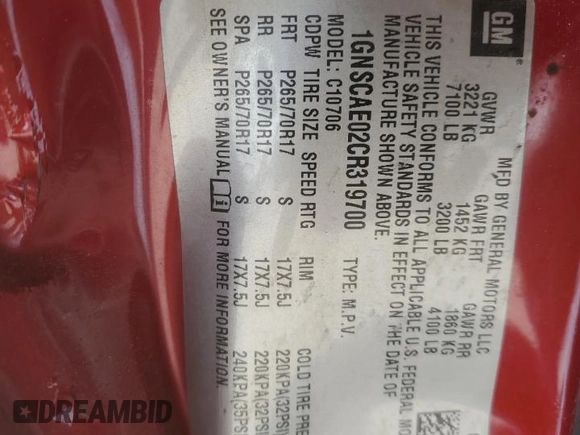 GM
MFD BY GENERAL MOTORS LLC
GVWR GAWR FRT GAWR RR
3221 KG 1452 KG 1860 KG
7100 LB 3200 LB 4100 LB
THIS VEHICLE CONFORMS TO ALL APPLICABLE U.S. FEDERAL MOTOR
VEHICLE SAFETY STANDARDS IN EFFECT ON THE DATE OF
MANUFACTURE SHOWN ABOVE.
1GNSCAE02CR319700 TYPE: M.P.V.
MODEL: C10706
CDPW TIRE SIZE SPEED RTG RIM COLD TIRE PRE
FRT P265/70R17 S 17X7.5J 220KPA(32PSI)
RR P265/70R17 S 17X7.5J 220KPA(32PSI)
SPA P265/70R17 S 17X7.5J 240KPA(35PSI)
SEE OWNER'S MANUAL i FOR MORE INFORMATION.
DREAMBID